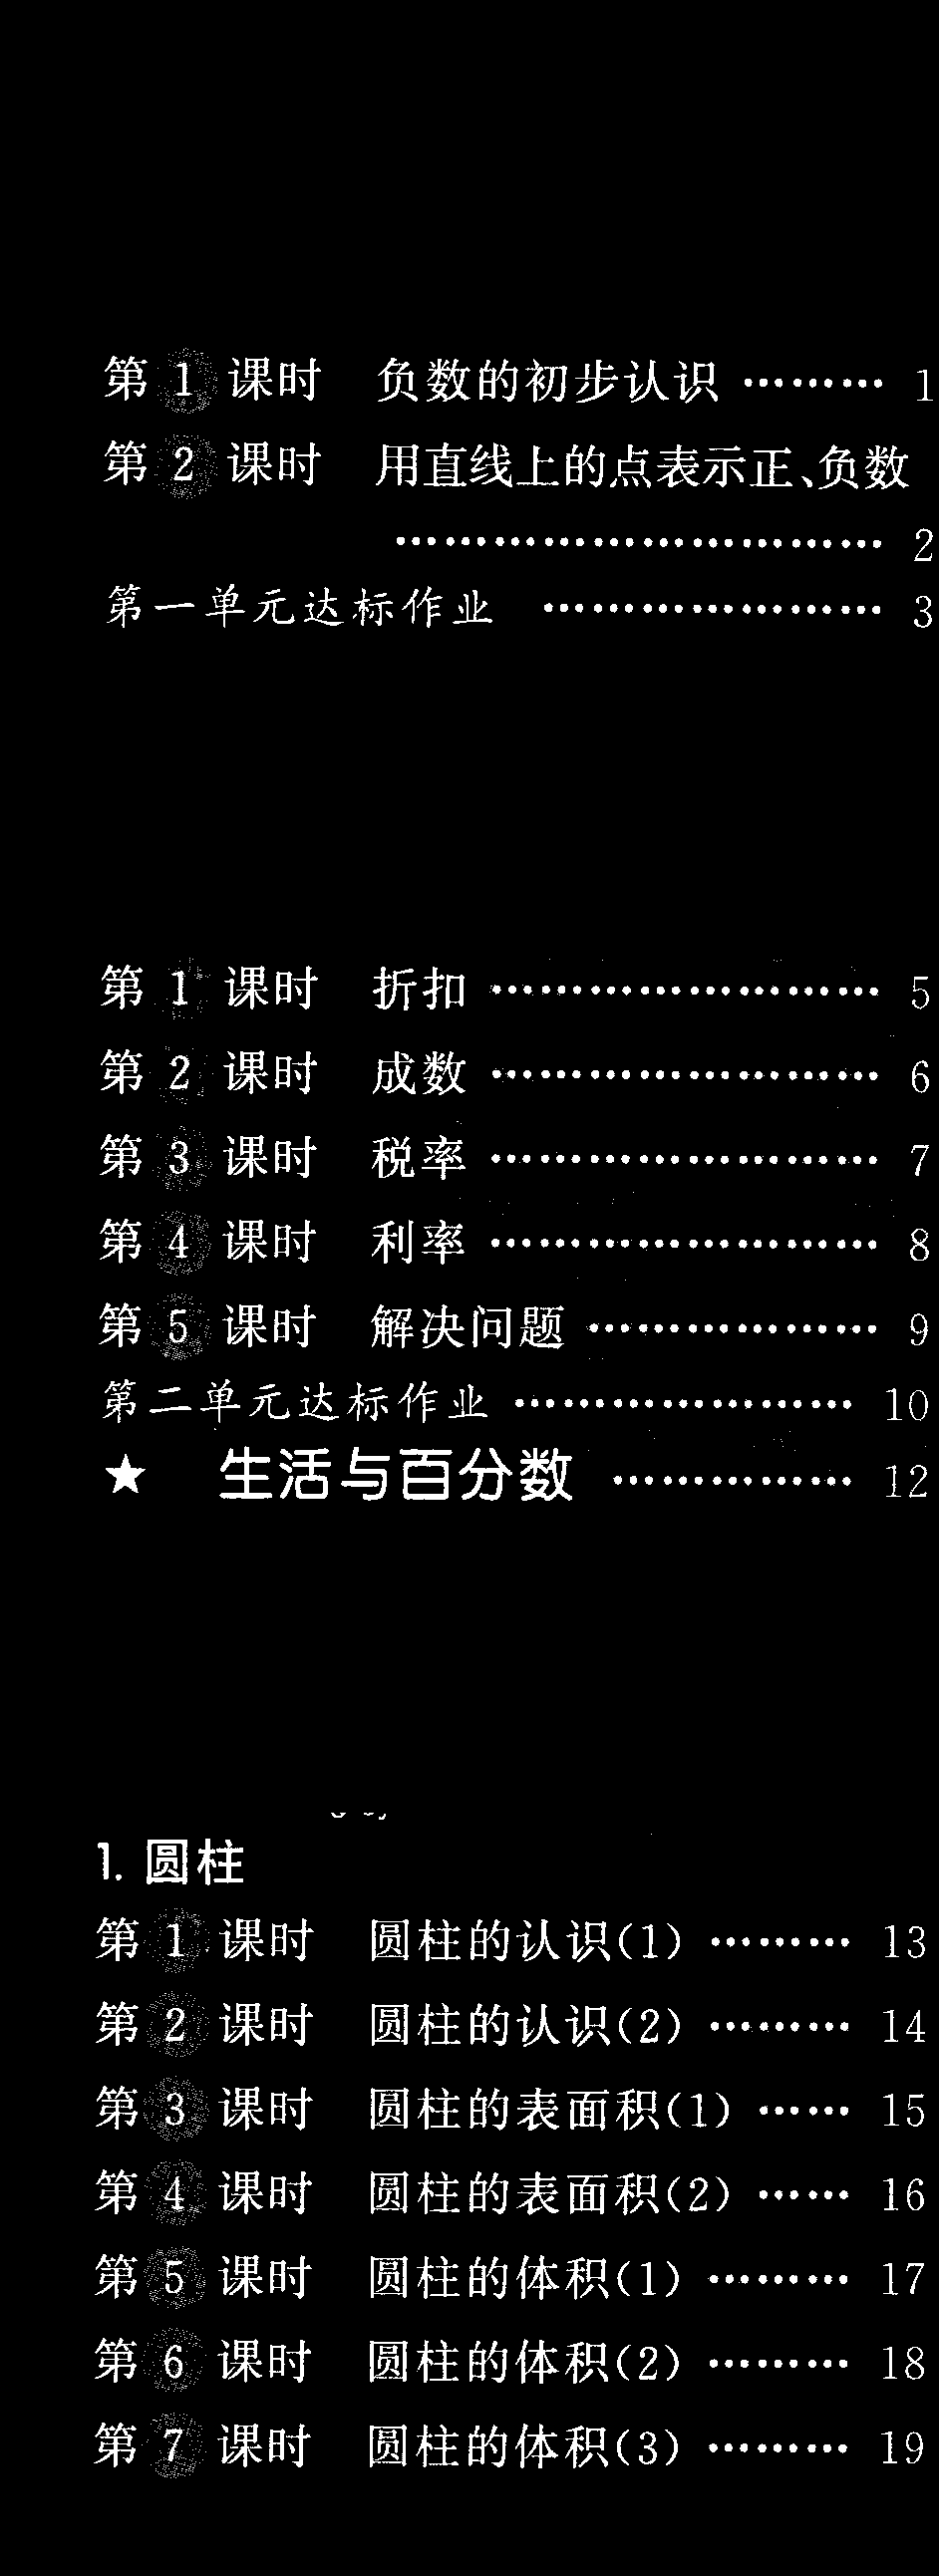 第1课时 负数的初步认识 ……… 1
第2课时 用直线上的点表示正、负数
………………………… 2
第一单元达标作业 ………………… 3
第1课时 折扣 …………………… 5
第2课时 成数 …………………… 6
第3课时 税率 …………………… 7
第4课时 利率 …………………… 8
第5课时 解决问题 ……………… 9
第二单元达标作业 ………………… 10
★ 生活与百分数 …………… 12
1. 圆柱
第1课时 圆柱的认识(1) ……… 13
第2课时 圆柱的认识(2) ……… 14
第3课时 圆柱的表面积(1) …… 15
第4课时 圆柱的表面积(2) …… 16
第5课时 圆柱的体积(1) ……… 17
第6课时 圆柱的体积(2) ……… 18
第7课时 圆柱的体积(3) ……… 19